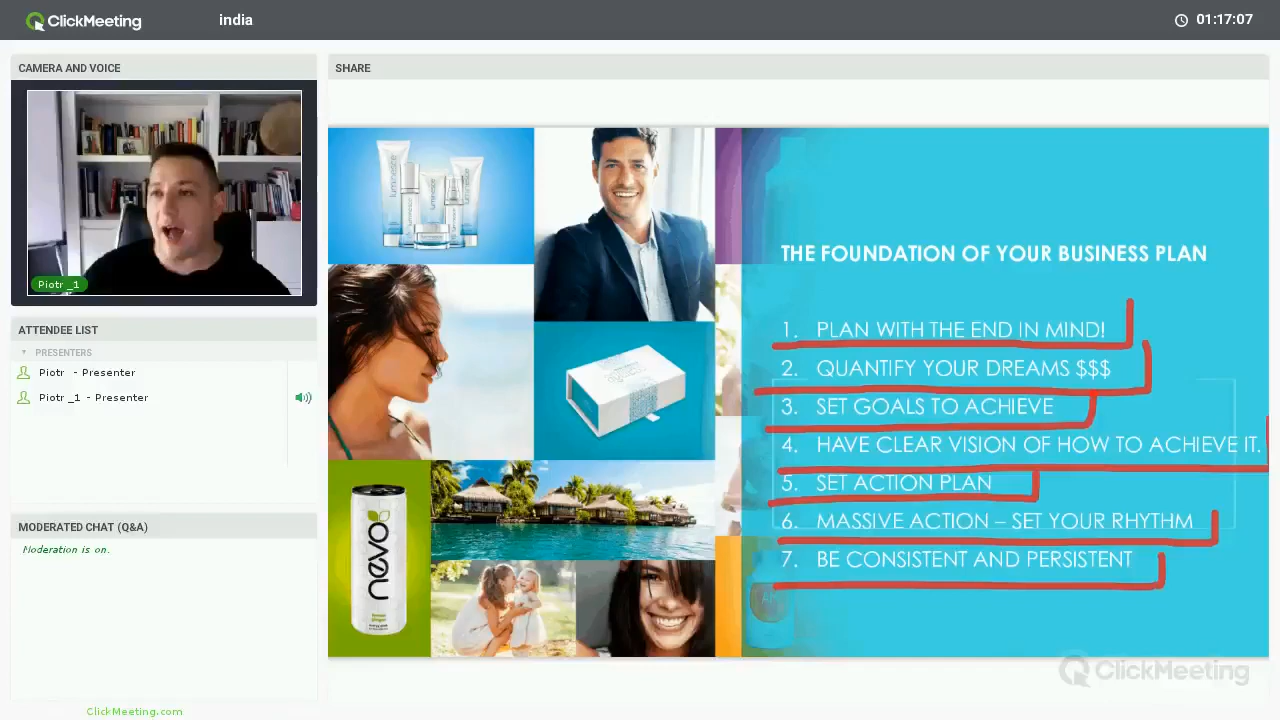 ClickMeeting
india
01:17:07
CAMERA AND VOICE
Piotr _1
ATTENDEE LIST
PRESENTERS
Piotr - Presenter
Piotr _1 - Presenter
MODERATED CHAT (Q&A)
Moderation is on.
ClickMeeting.com
SHARE
luminesce
nevo
THE FOUNDATION OF YOUR BUSINESS PLAN
1. PLAN WITH THE END IN MIND!
2. QUANTIFY YOUR DREAMS $$$
3. SET GOALS TO ACHIEVE
4. HAVE CLEAR VISION OF HOW TO ACHIEVE IT.
5. SET ACTION PLAN
6. MASSIVE ACTION – SET YOUR RHYTHM
7. BE CONSISTENT AND PERSISTENT
ClickMeeting